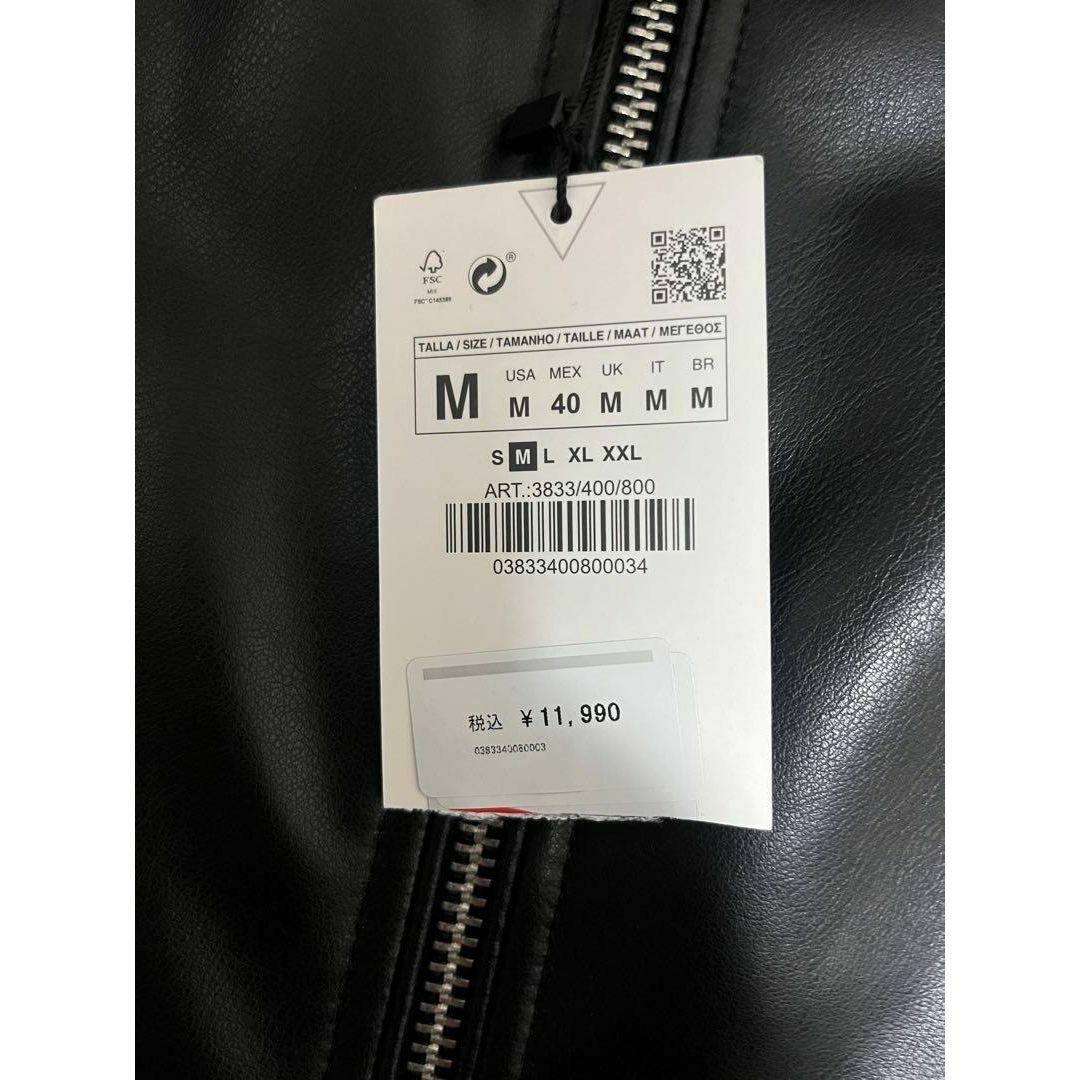 ®
FSC
MIX
FSC® C145389
TALLA / SIZE / TAMANHO / TAILLE / MAAT / ΜΕΓΕΘΟΣ
M
USA MEX UK IT BR
M 40 M M M
S M L XL XXL
ART.:3833/400/800
03833400800034
税込 ¥11,990
0383340080003